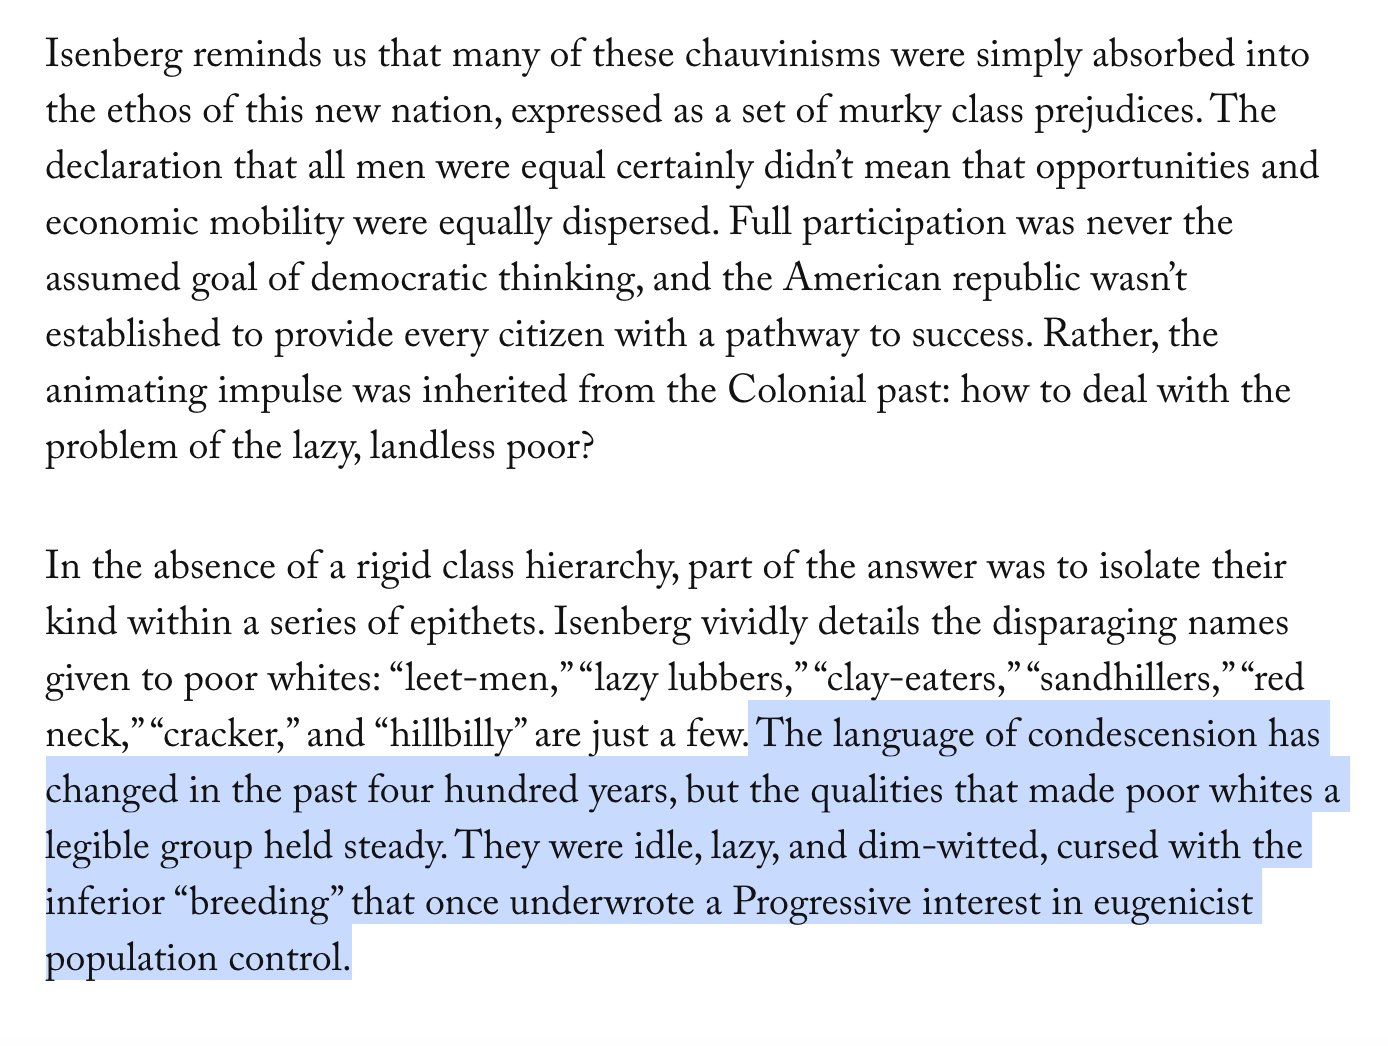 Isenberg reminds us that many of these chauvinisms were simply absorbed into
the ethos of this new nation, expressed as a set of murky class prejudices. The
declaration that all men were equal certainly didn’t mean that opportunities and
economic mobility were equally dispersed. Full participation was never the
assumed goal of democratic thinking, and the American republic wasn’t
established to provide every citizen with a pathway to success. Rather, the
animating impulse was inherited from the Colonial past: how to deal with the
problem of the lazy, landless poor?
In the absence of a rigid class hierarchy, part of the answer was to isolate their
kind within a series of epithets. Isenberg vividly details the disparaging names
given to poor whites: “leet-men,” “lazy lubbers,” “clay-eaters,” “sandhillers,” “red
neck,” “cracker,” and “hillbilly” are just a few. The language of condescension has
changed in the past four hundred years, but the qualities that made poor whites a
legible group held steady. They were idle, lazy, and dim-witted, cursed with the
inferior “breeding” that once underwrote a Progressive interest in eugenicist
population control.